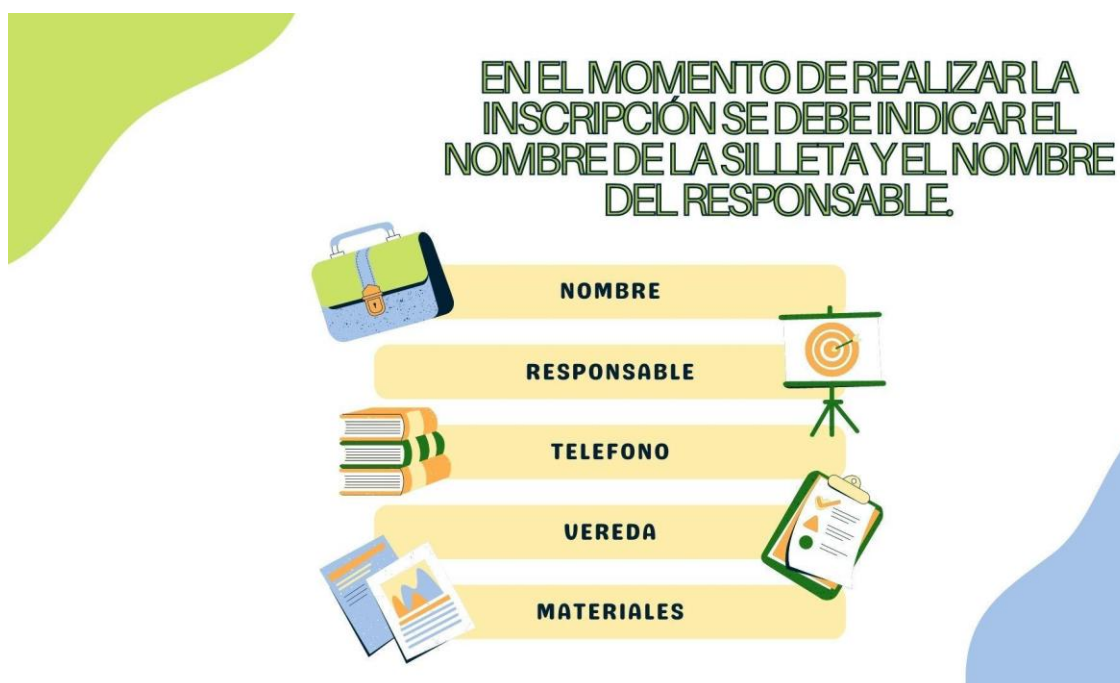 EN EL MOMENTO DE REALIZAR LA
INSCRIPCIÓN SE DEBE INDICAR EL
NOMBRE DE LA SILLETA Y EL NOMBRE
DEL RESPONSABLE.
NOMBRE
RESPONSABLE
TELEFONO
VEREDA
MATERIALES